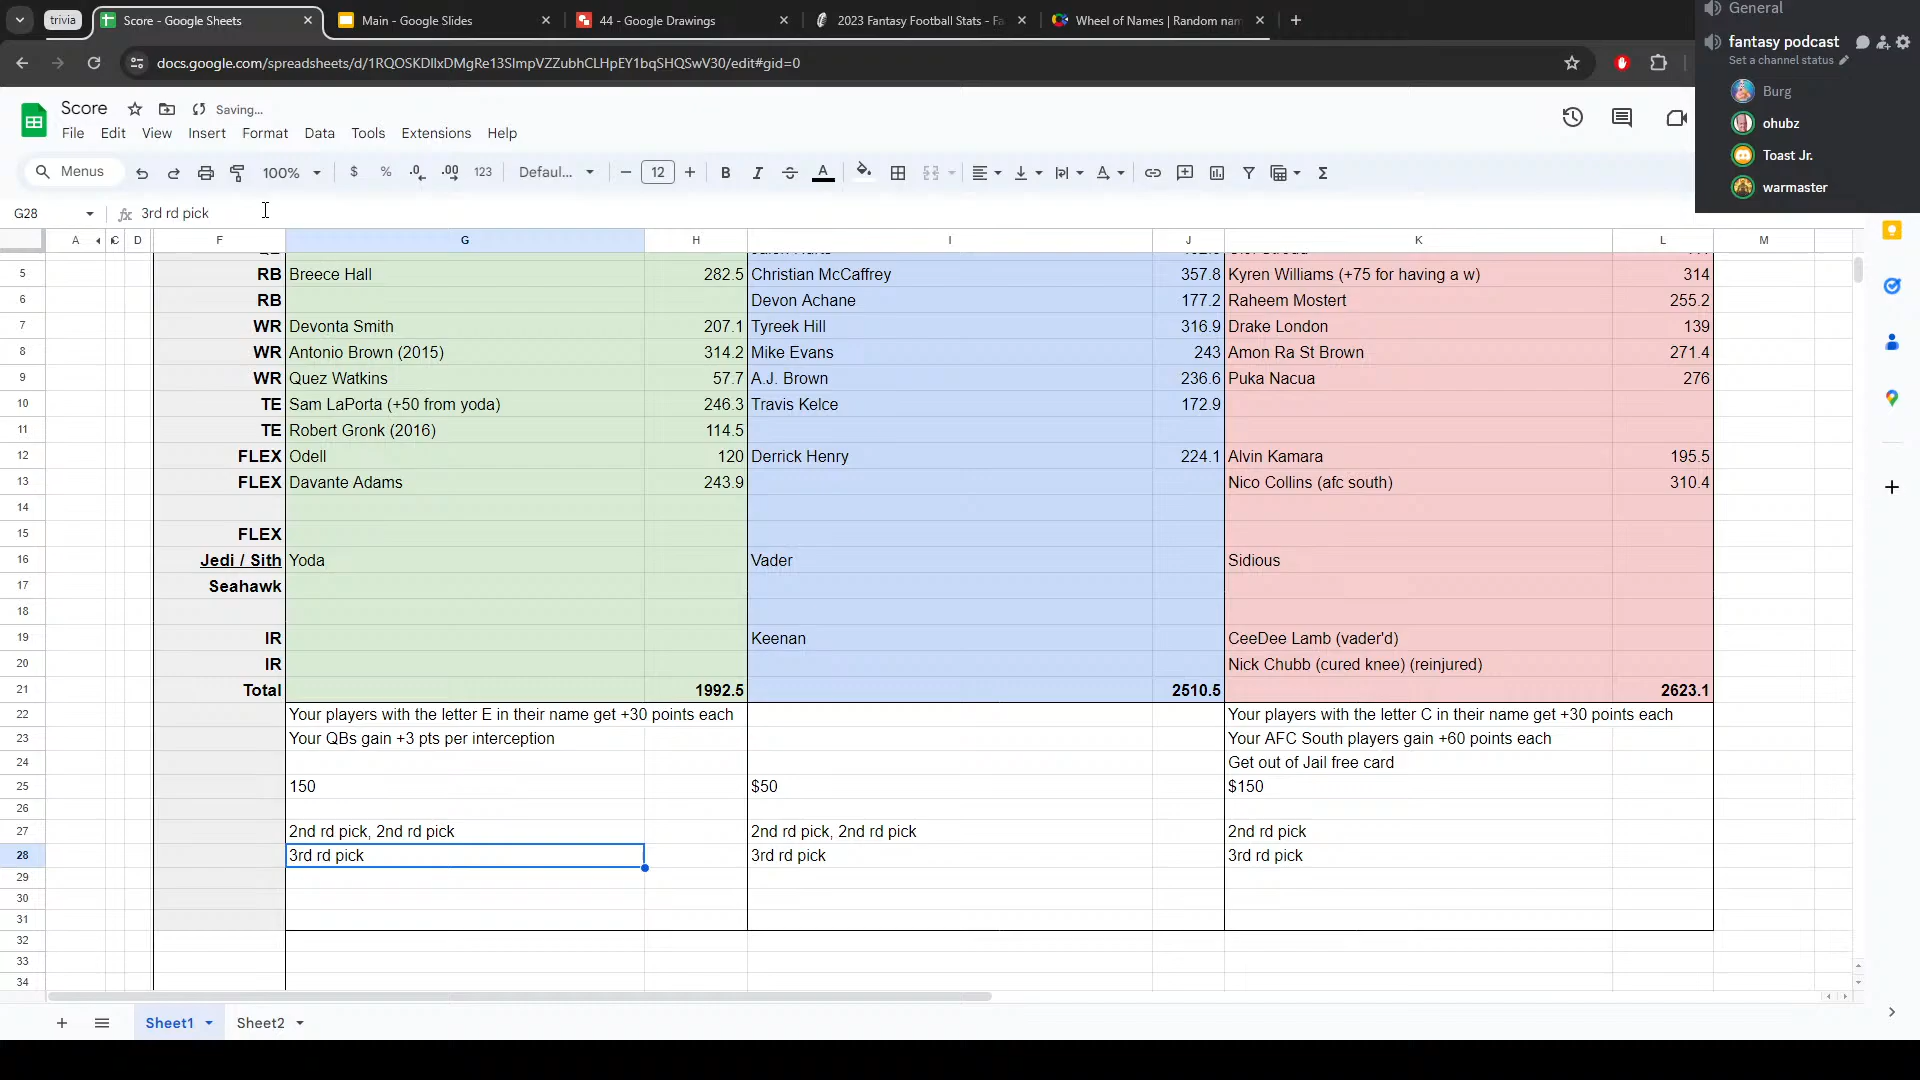 trivia
Score - Google Sheets
Main - Google Slides
44 - Google Drawings
2023 Fantasy Football Stats - Fa
Wheel of Names | Random nam
docs.google.com/spreadsheets/d/1RQOSKDIlxDMgRe13SlmpVZZubhCLHpEY1bqSHQSwV30/edit#gid=0
General
fantasy podcast
Set a channel status
Burg
ohubz
Toast Jr.
warmaster
Score
Saving...
File Edit View Insert Format Data Tools Extensions Help
Menus 100% $ % .0 .00 123 Defaul... 12 B I A
G28 fx 3rd rd pick
A C D F G H I J K L M
5 RB Breece Hall 282.5 Christian McCaffrey 357.8 Kyren Williams (+75 for having a w) 314
6 RB Devon Achane 177.2 Raheem Mostert 255.2
7 WR Devonta Smith 207.1 Tyreek Hill 316.9 Drake London 139
8 WR Antonio Brown (2015) 314.2 Mike Evans 243 Amon Ra St Brown 271.4
9 WR Quez Watkins 57.7 A.J. Brown 236.6 Puka Nacua 276
10 TE Sam LaPorta (+50 from yoda) 246.3 Travis Kelce 172.9
11 TE Robert Gronk (2016) 114.5
12 FLEX Odell 120 Derrick Henry 224.1 Alvin Kamara 195.5
13 FLEX Davante Adams 243.9 Nico Collins (afc south) 310.4
14
15 FLEX
16 Jedi / Sith Yoda Vader Sidious
17 Seahawk
18
19 IR Keenan CeeDee Lamb (vader'd)
20 IR Nick Chubb (cured knee) (reinjured)
21 Total 1992.5 2510.5 2623.1
22 Your players with the letter E in their name get +30 points each Your players with the letter C in their name get +30 points each
23 Your QBs gain +3 pts per interception Your AFC South players gain +60 points each
24 Get out of Jail free card
25 150 $50 $150
26
27 2nd rd pick, 2nd rd pick 2nd rd pick, 2nd rd pick 2nd rd pick
28 3rd rd pick 3rd rd pick 3rd rd pick
29
30
31
32
33
34
Sheet1 Sheet2